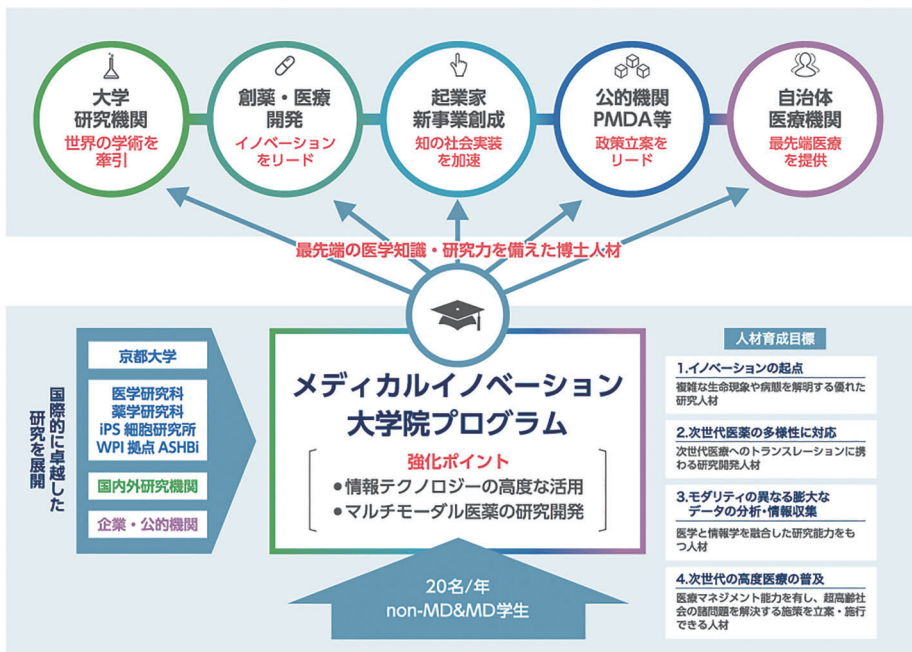 大学
研究機関
世界の学術を
牽引
創薬・医療
開発
イノベーション
をリード
起業家
新事業創成
知の社会実装
を加速
公的機関
PMDA等
政策立案を
リード
自治体
医療機関
最先端医療
を提供
最先端の医学知識・研究力を備えた博士人材
国際的に卓越した
研究を展開
京都大学
医学研究科
薬学研究科
iPS 細胞研究所
WPI 拠点 ASHBi
国内外研究機関
企業・公的機関
メディカルイノベーション
大学院プログラム
強化ポイント
●情報テクノロジーの高度な活用
●マルチモーダル医薬の研究開発
20名/年
non-MD&MD学生
人材育成目標
1.イノベーションの起点
複雑な生命現象や病態を解明する優れた
研究人材
2.次世代医薬の多様性に対応
次世代医療へのトランスレーションに携
わる研究開発人材
3.モダリティの異なる膨大な
データの分析・情報収集
医学と情報学を融合した研究能力をも
つ人材
4.次世代の高度医療の普及
医療マネジメント能力を有し、超高齢社
会の諸問題を解決する施策を立案・施行
できる人材